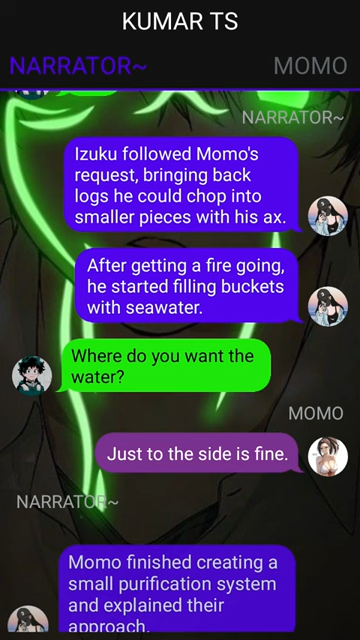 KUMAR TS
NARRATOR~ MOMO
NARRATOR~
Izuku followed Momo's
request, bringing back
logs he could chop into
smaller pieces with his ax.
After getting a fire going,
he started filling buckets
with seawater.
Where do you want the
water?
MOMO
Just to the side is fine.
NARRATOR~
Momo finished creating a
small purification system
and explained their
approach.